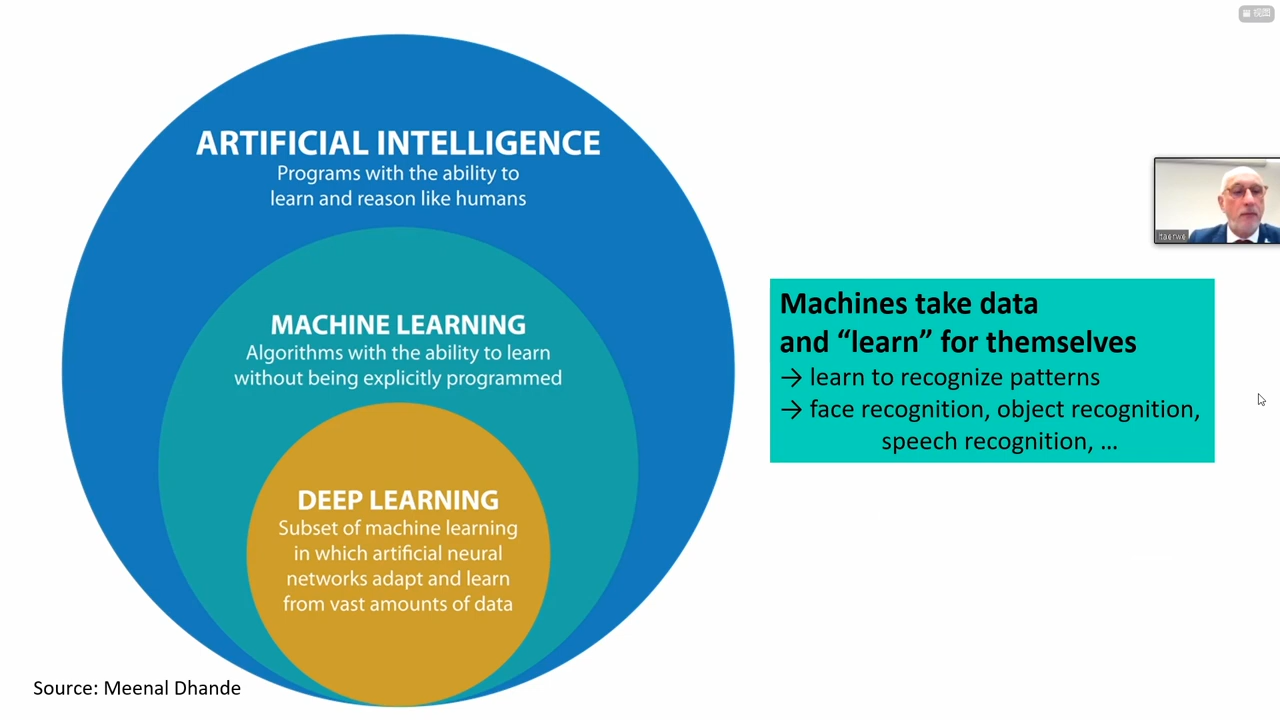 视图
ARTIFICIAL INTELLIGENCE
Programs with the ability to
learn and reason like humans
MACHINE LEARNING
Algorithms with the ability to learn
without being explicitly programmed
DEEP LEARNING
Subset of machine learning
in which artificial neural
networks adapt and learn
from vast amounts of data
Source: Meenal Dhande
Machines take data
and “learn” for themselves
→ learn to recognize patterns
→ face recognition, object recognition,
speech recognition, ...